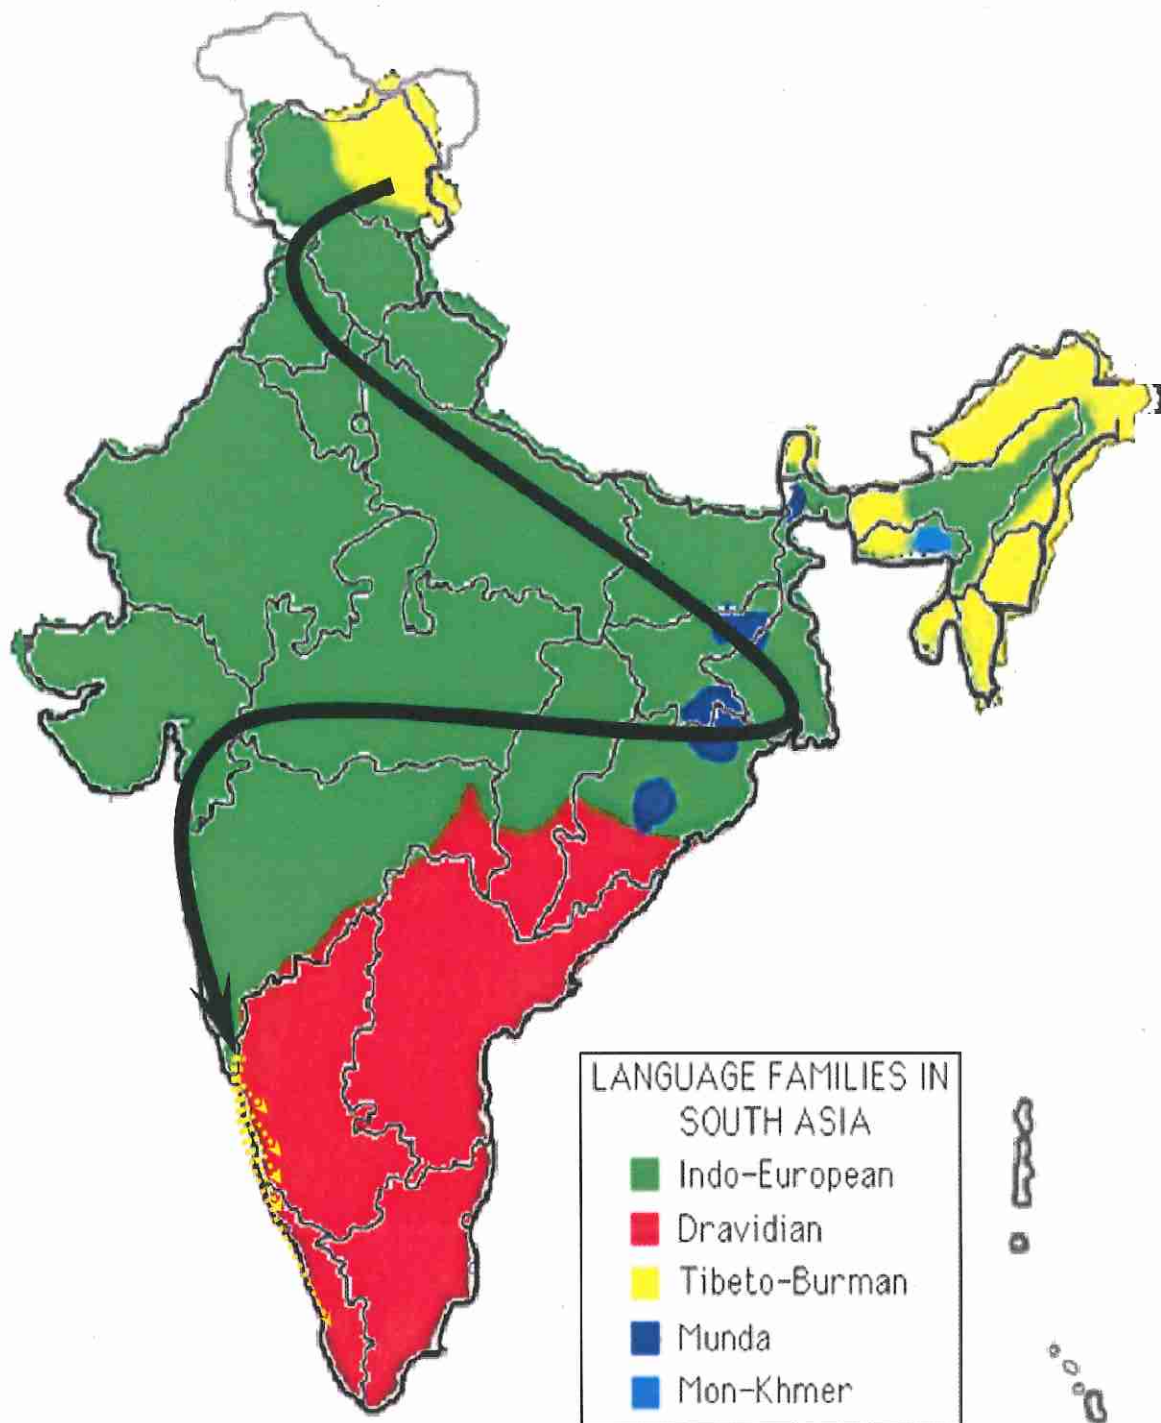 LANGUAGE FAMILIES IN
SOUTH ASIA
Indo-European
Dravidian
Tibeto-Burman
Munda
Mon-Khmer